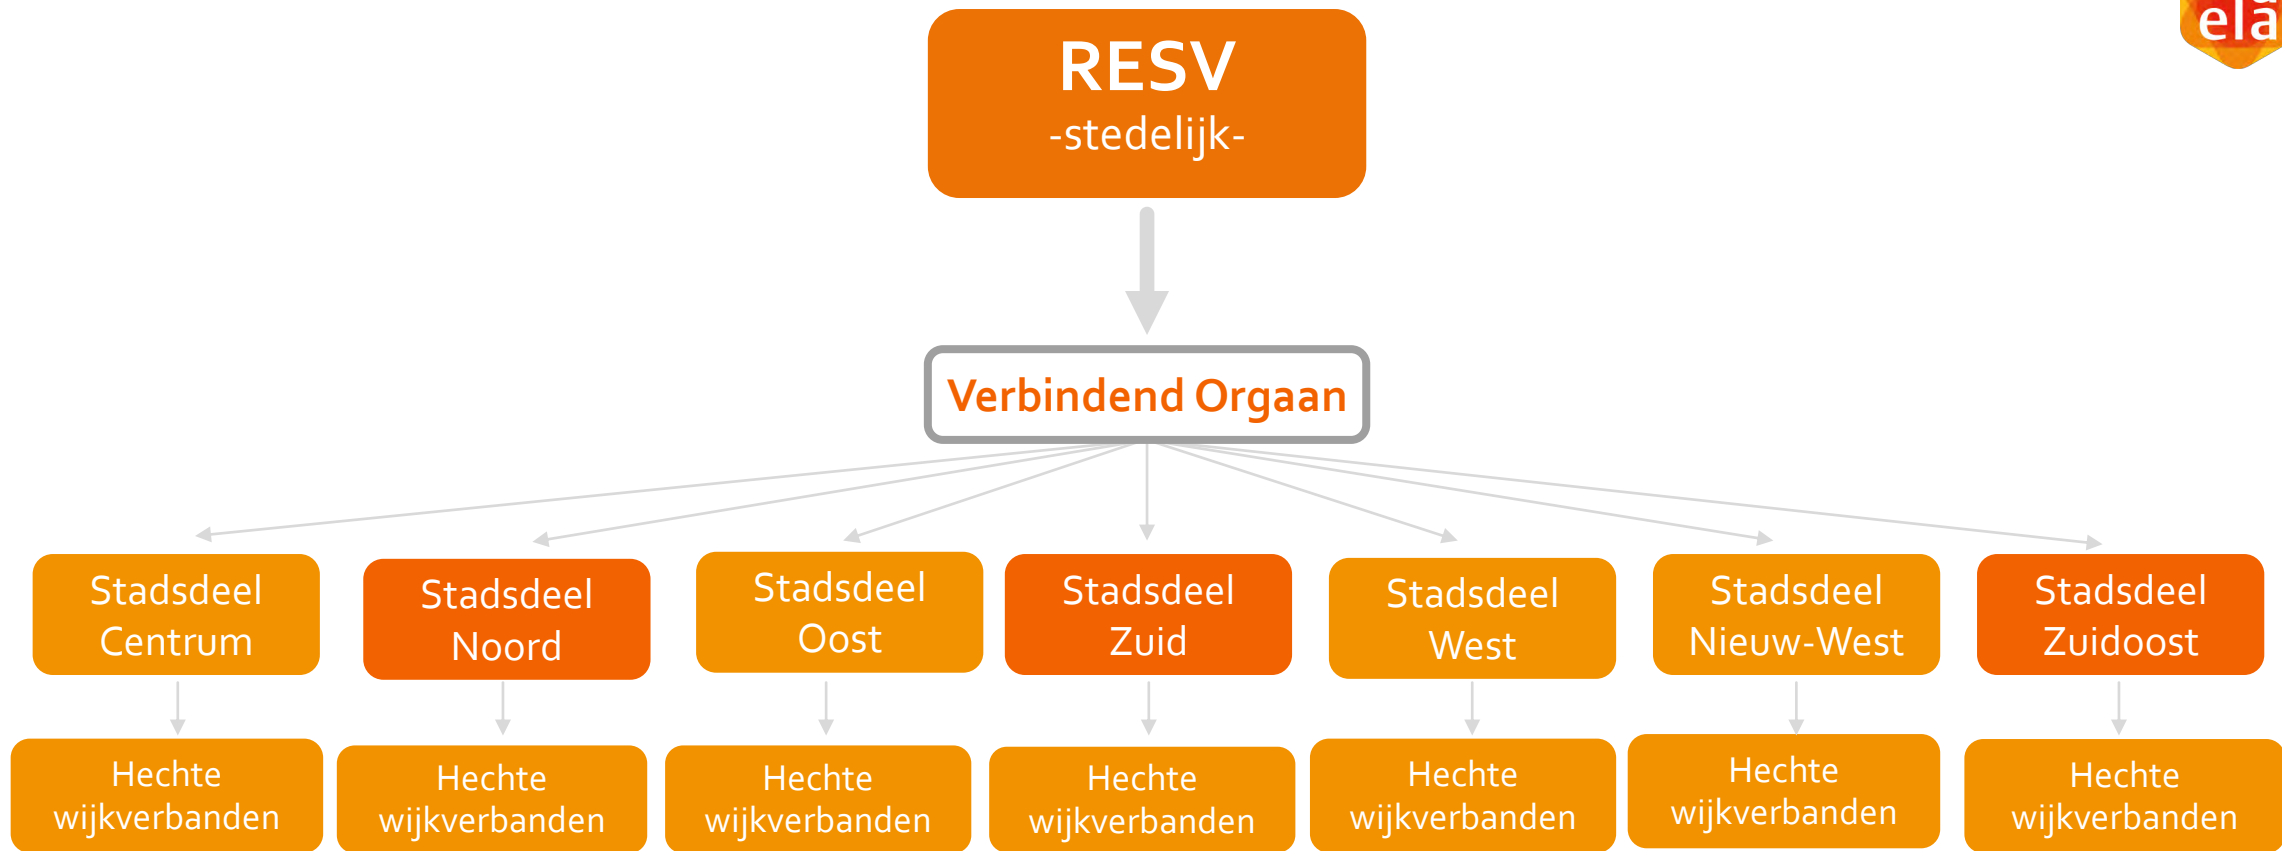 ela
RESV
-stedelijk-
Verbindend Orgaan
Stadsdeel
Centrum
Stadsdeel
Noord
Stadsdeel
Oost
Stadsdeel
Zuid
Stadsdeel
West
Stadsdeel
Nieuw-West
Stadsdeel
Zuidoost
Hechte
wijkverbanden
Hechte
wijkverbanden
Hechte
wijkverbanden
Hechte
wijkverbanden
Hechte
wijkverbanden
Hechte
wijkverbanden
Hechte
wijkverbanden